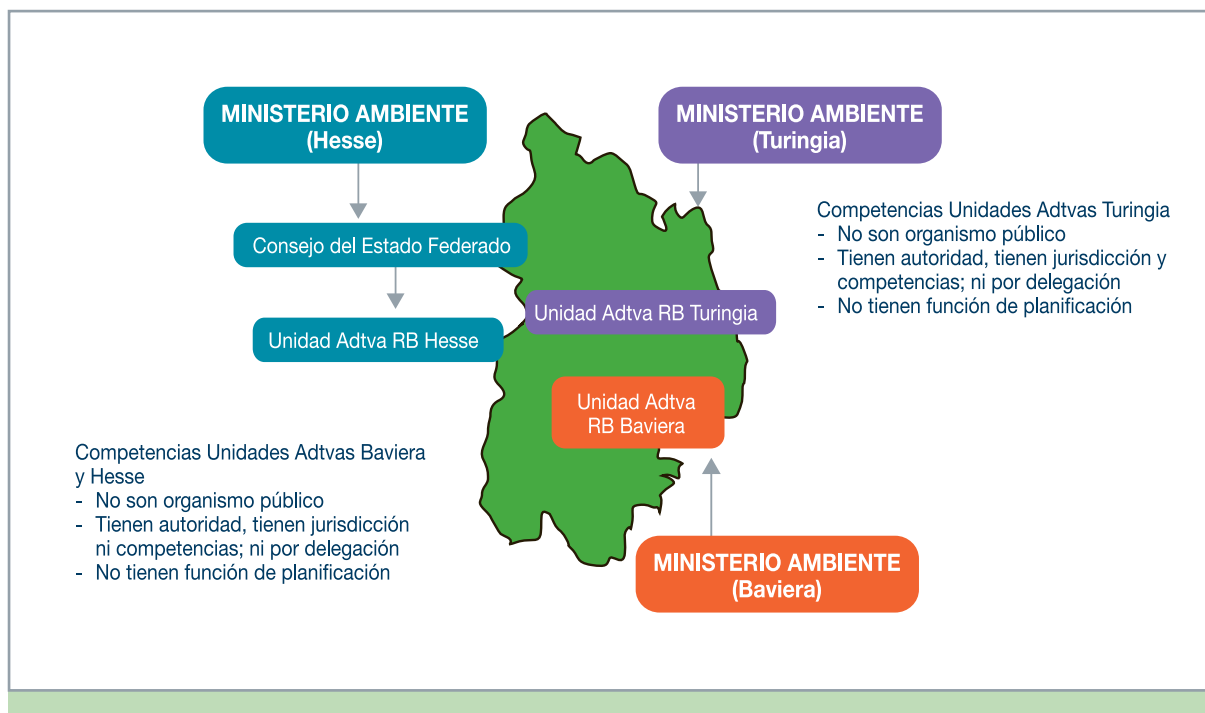 MINISTERIO AMBIENTE
(Hesse)
Consejo del Estado Federado
Unidad Adtva RB Hesse
MINISTERIO AMBIENTE
(Turingia)
Unidad Adtva RB Turingia
Competencias Unidades Adtvas Turingia
- No son organismo público
- Tienen autoridad, tienen jurisdicción y
competencias; ni por delegación
- No tienen función de planificación
Unidad Adtva
RB Baviera
Competencias Unidades Adtvas Baviera
y Hesse
- No son organismo público
- Tienen autoridad, tienen jurisdicción
ni competencias; ni por delegación
- No tienen función de planificación
MINISTERIO AMBIENTE
(Baviera)